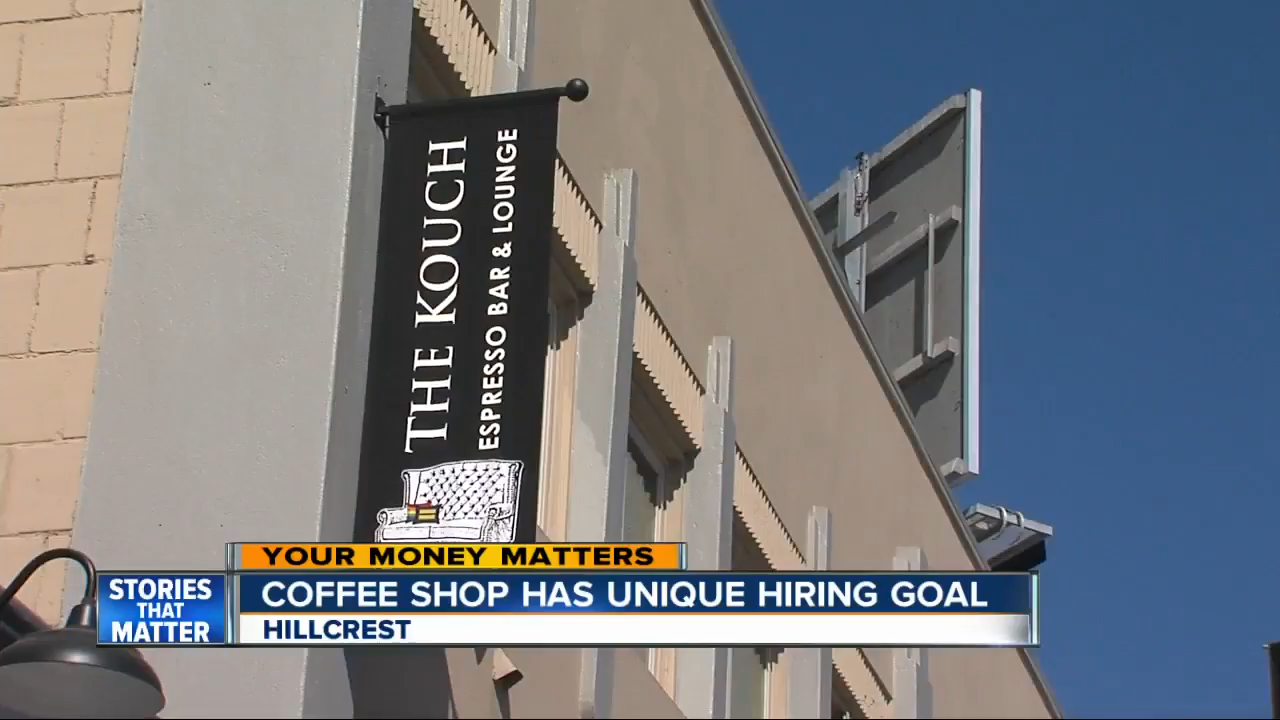 THE KOUCH
ESPRESSO BAR & LOUNGE
YOUR MONEY MATTERS
STORIES
THAT
MATTER
COFFEE SHOP HAS UNIQUE HIRING GOAL
HILLCREST